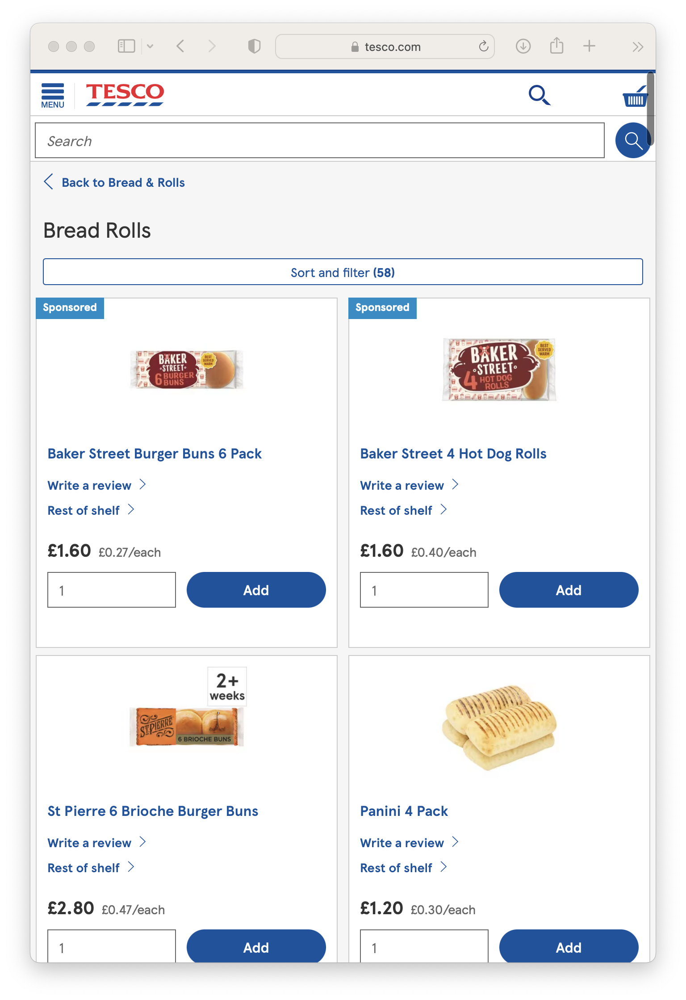 tesco.com
MENU
TESCO
Search
Back to Bread & Rolls
Bread Rolls
Sort and filter (58)
Sponsored
BAKER
STREET
6 BURGER
BUNS
BEST
SERVED
WARM
Baker Street Burger Buns 6 Pack
Write a review
Rest of shelf
£1.60 £0.27/each
1
Add
Sponsored
BAKER
STREET
4 HOT DOG
ROLLS
BEST
SERVED
WARM
Baker Street 4 Hot Dog Rolls
Write a review
Rest of shelf
£1.60 £0.40/each
1
Add
2+
weeks
ST PIERRE
6 BRIOCHE BUNS
St Pierre 6 Brioche Burger Buns
Write a review
Rest of shelf
£2.80 £0.47/each
1
Add
Panini 4 Pack
Write a review
Rest of shelf
£1.20 £0.30/each
1
Add